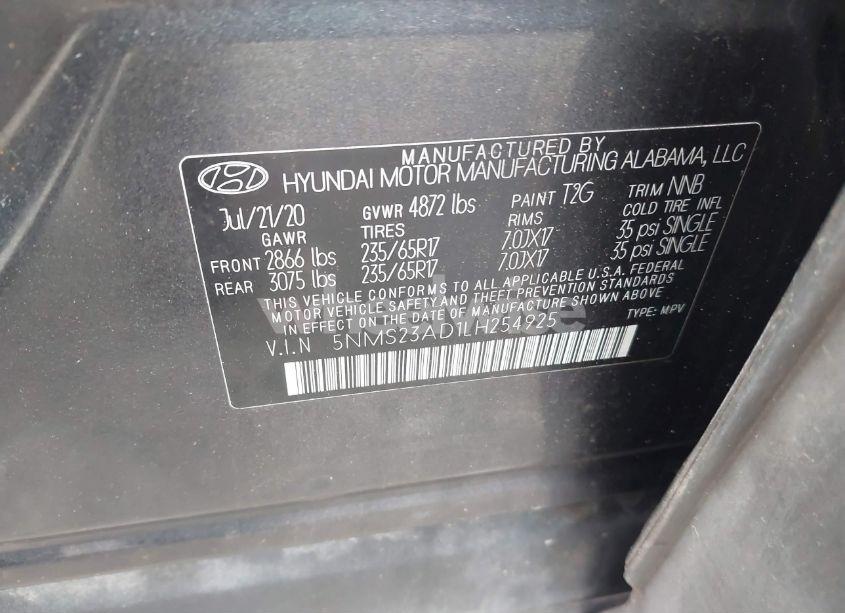 MANUFACTURED BY
HYUNDAI MOTOR MANUFACTURING ALABAMA, LLC
Jul/21/20 GVWR 4872 lbs PAINT T2G TRIM NNB
GAWR TIRES RIMS COLD TIRE INFL
FRONT 2866 lbs 235/65R17 7.0JX17 35 psi SINGLE
REAR 3075 lbs 235/65R17 7.0JX17 35 psi SINGLE
THIS VEHICLE CONFORMS TO ALL APPLICABLE U.S.A. FEDERAL
MOTOR VEHICLE SAFETY AND THEFT PREVENTION STANDARDS
IN EFFECT ON THE DATE OF MANUFACTURE SHOWN ABOVE
V.I.N 5NMS23AD1LH254925 TYPE: MPV